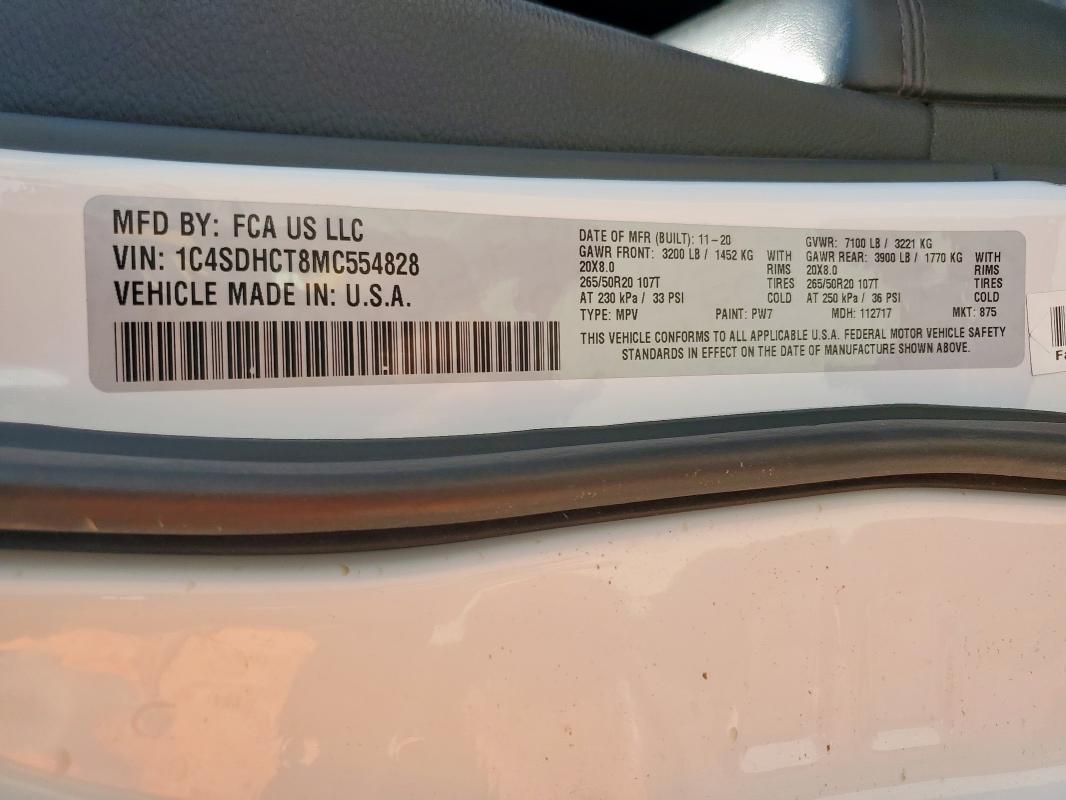 MFD BY: FCA US LLC
VIN: 1C4SDHCT8MC554828
VEHICLE MADE IN: U.S.A.
DATE OF MFR (BUILT): 11-20 GVWR: 7100 LB / 3221 KG
GAWR FRONT: 3200 LB / 1452 KG WITH GAWR REAR: 3900 LB / 1770 KG WITH
20X8.0 RIMS 20X8.0 RIMS
265/50R20 107T TIRES 265/50R20 107T TIRES
AT 230 kPa / 33 PSI COLD AT 250 kPa / 36 PSI COLD
TYPE: MPV PAINT: PW7 MDH: 112717 MKT: 875
THIS VEHICLE CONFORMS TO ALL APPLICABLE U.S.A. FEDERAL MOTOR VEHICLE SAFETY
STANDARDS IN EFFECT ON THE DATE OF MANUFACTURE SHOWN ABOVE.